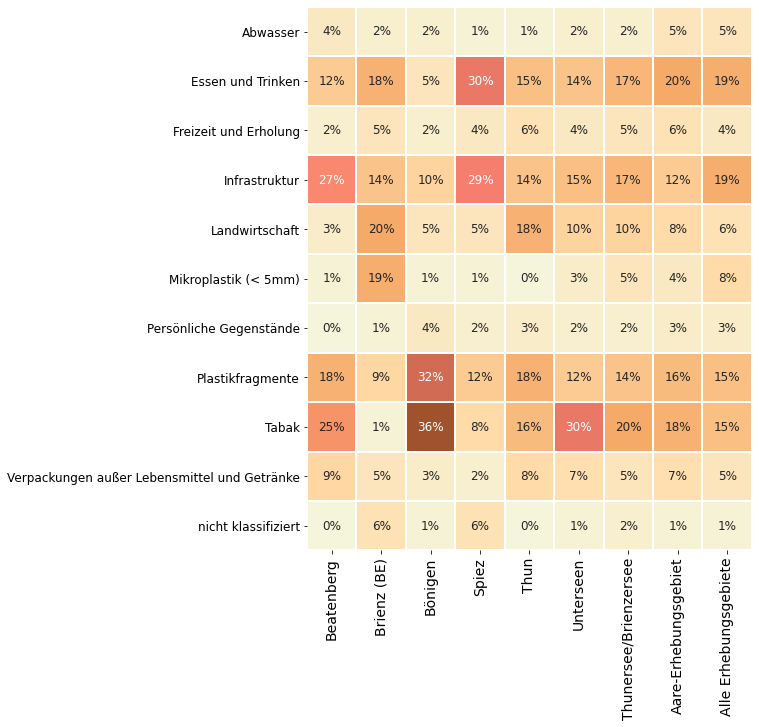 Abwasser 4% 2% 2% 1% 1% 2% 2% 5% 5%
Essen und Trinken 12% 18% 5% 30% 15% 14% 17% 20% 19%
Freizeit und Erholung 2% 5% 2% 4% 6% 4% 5% 6% 4%
Infrastruktur 27% 14% 10% 29% 14% 15% 17% 12% 19%
Landwirtschaft 3% 20% 5% 5% 18% 10% 10% 8% 6%
Mikroplastik (< 5mm) 1% 19% 1% 1% 0% 3% 5% 4% 8%
Persönliche Gegenstände 0% 1% 4% 2% 3% 2% 2% 3% 3%
Plastikfragmente 18% 9% 32% 12% 18% 12% 14% 16% 15%
Tabak 25% 1% 36% 8% 16% 30% 20% 18% 15%
Verpackungen außer Lebensmittel und Getränke 9% 5% 3% 2% 8% 7% 5% 7% 5%
nicht klassifiziert 0% 6% 1% 6% 0% 1% 2% 1% 1%
Beatenberg
Brienz (BE)
Bönigen
Spiez
Thun
Unterseen
Thunersee/Brienzersee
Aare-Erhebungsgebiet
Alle Erhebungsgebiete